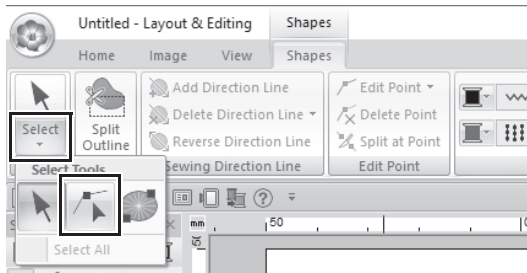 Untitled - Layout & Editing Shapes
Home Image View Shapes
Select
Split
Outline
Add Direction Line
Delete Direction Line
Reverse Direction Line
Sewing Direction Line
Edit Point
Delete Point
Split at Point
Edit Point
Select Tools
Select All
mm 50